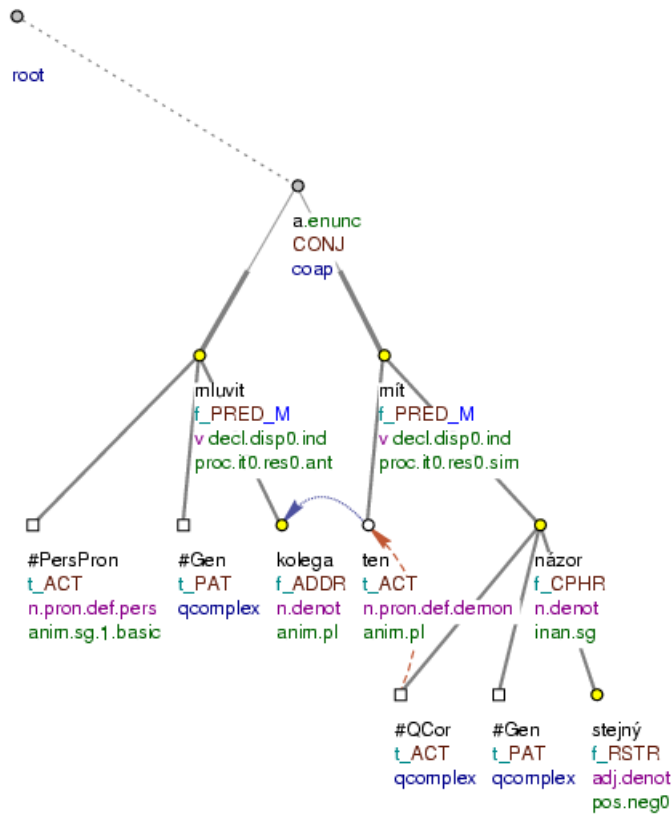 root
a.enunc
CONJ
coap
mluvit
f_PRED_M
v decl.disp0.ind
proc.it0.res0.ant
mít
f_PRED_M
v decl.disp0.ind
proc.it0.res0.sim
#PersPron
t_ACT
n.pron.def.pers
anim.sg.1.basic
#Gen
t_PAT
qcomplex
kolega
f_ADDR
n.denot
anim.pl
ten
t_ACT
n.pron.def.demon
anim.pl
názor
f_CPHR
n.denot
inan.sg
#QCor
t_ACT
qcomplex
#Gen
t_PAT
qcomplex
stejný
f_RSTR
adj.denot
pos.neg0